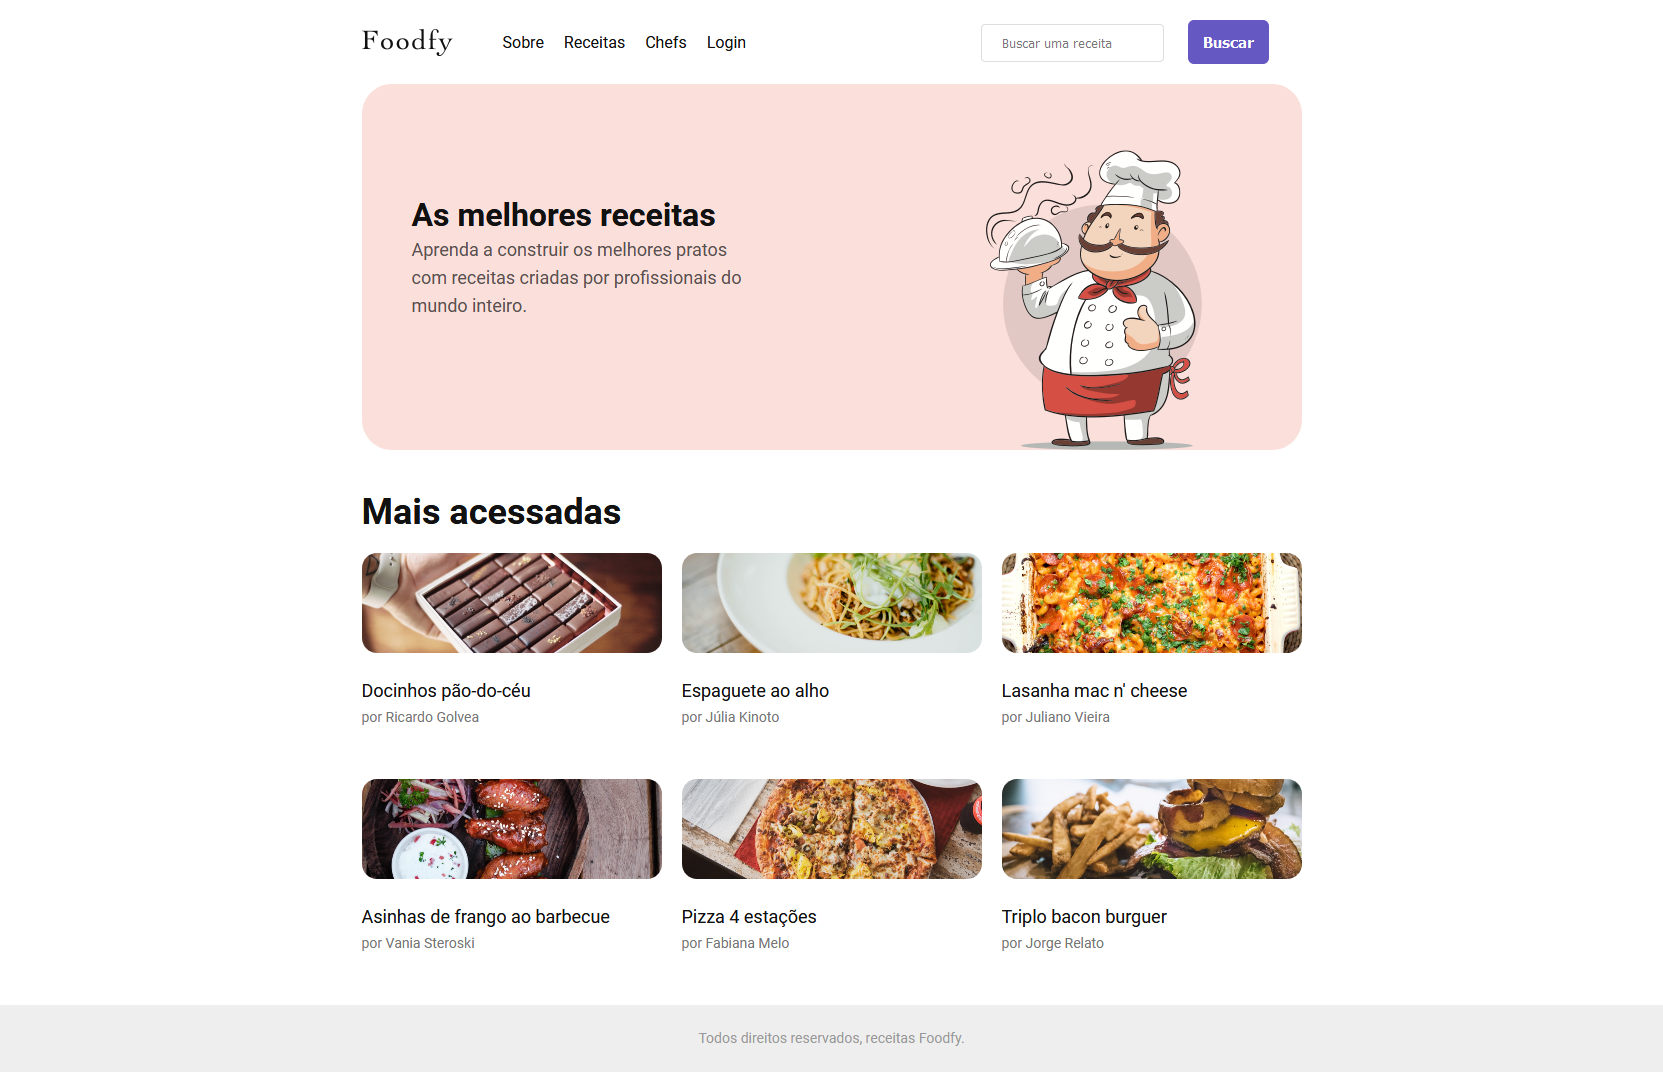 Foodfy
Sobre Receitas Chefs Login
Buscar uma receita
Buscar
As melhores receitas
Aprenda a construir os melhores pratos
com receitas criadas por profissionais do
mundo inteiro.
Mais acessadas
Docinhos pão-do-céu
por Ricardo Golvea
Espaguete ao alho
por Júlia Kinoto
Lasanha mac n' cheese
por Juliano Vieira
Asinhas de frango ao barbecue
por Vania Steroski
Pizza 4 estações
por Fabiana Melo
Triplo bacon burguer
por Jorge Relato
Todos direitos reservados, receitas Foodfy.